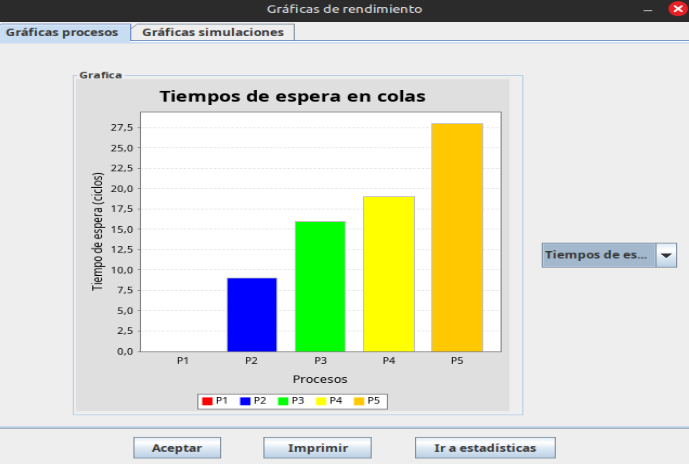 Gráficas de rendimiento
Gráficas procesos
Gráficas simulaciones
Grafica
Tiempos de espera en colas
Tiempo de espera (ciclos)
27,5
25,0
22,5
20,0
17,5
15,0
12,5
10,0
7,5
5,0
2,5
0,0
P1 P2 P3 P4 P5
Procesos
P1 P2 P3 P4 P5
Tiempos de es...
Aceptar
Imprimir
Ir a estadísticas